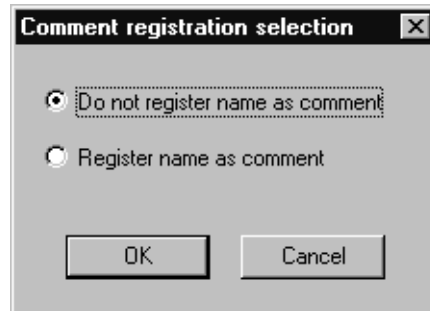 Comment registration selection
Do not register name as comment
Register name as comment
OK Cancel